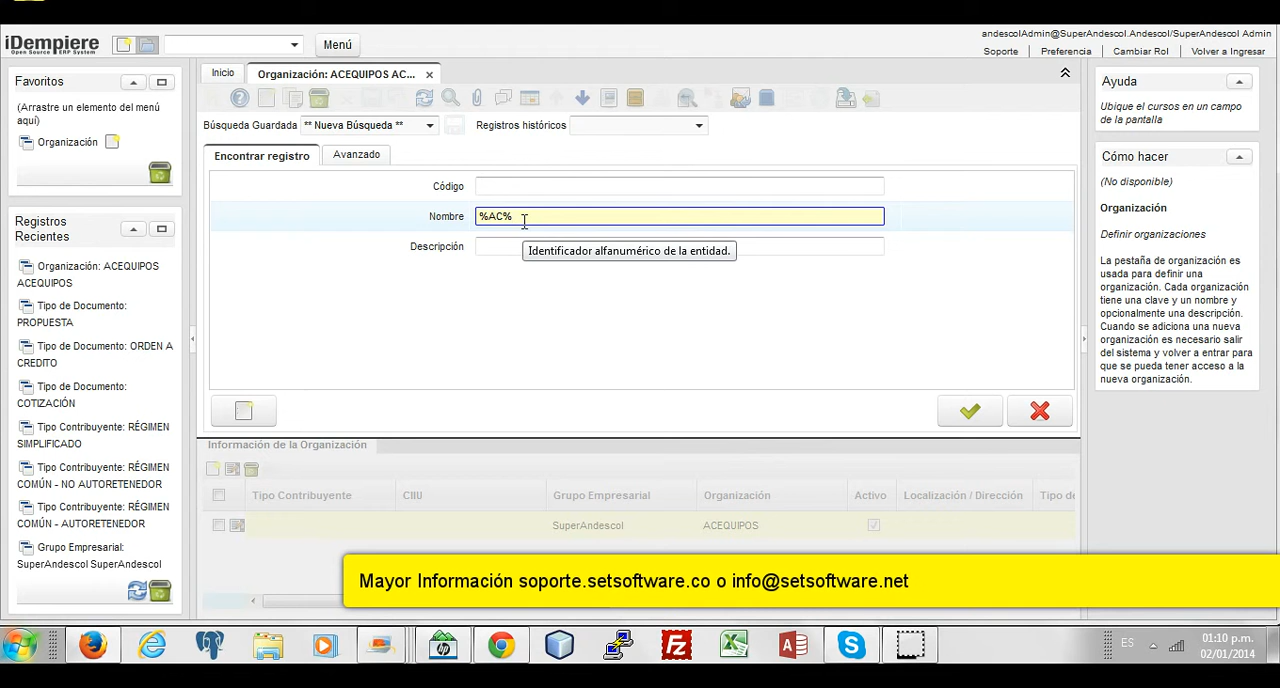 iDempiere
Open Source ERP System
Menú
andescolAdmin@SuperAndescol.Andescol/SuperAndescol Admin
Soporte
Preferencia
Cambiar Rol
Volver a Ingresar
Favoritos
(Arrastre un elemento del menú
aquí)
Organización
Registros
Recientes
Organización: ACEQUIPOS
ACEQUIPOS
Tipo de Documento:
PROPUESTA
Tipo de Documento: ORDEN A
CREDITO
Tipo de Documento:
COTIZACIÓN
Tipo Contribuyente: RÉGIMEN
SIMPLIFICADO
Tipo Contribuyente: RÉGIMEN
COMÚN - NO AUTORETENEDOR
Tipo Contribuyente: RÉGIMEN
COMÚN - AUTORETENEDOR
Grupo Empresarial:
SuperAndescol SuperAndescol
Inicio
Organización: ACEQUIPOS AC...
Búsqueda Guardada
** Nueva Búsqueda **
Registros históricos
Encontrar registro
Avanzado
Código
Nombre
%AC%
Descripción
Identificador alfanumérico de la entidad.
Información de la Organización
Tipo Contribuyente
CIIU
Grupo Empresarial
Organización
Activo
Localización / Dirección
Tipo de
SuperAndescol
ACEQUIPOS
Ayuda
Ubique el cursos en un campo
de la pantalla
Cómo hacer
(No disponible)
Organización
Definir organizaciones
La pestaña de organización es
usada para definir una
organización. Cada organización
tiene una clave y un nombre y
opcionalmente una descripción.
Cuando se adiciona una nueva
organización es necesario salir
del sistema y volver a entrar para
que se pueda tener acceso a la
nueva organización.
Mayor Información soporte.setsoftware.co o info@setsoftware.net
ES
01:10 p.m.
02/01/2014